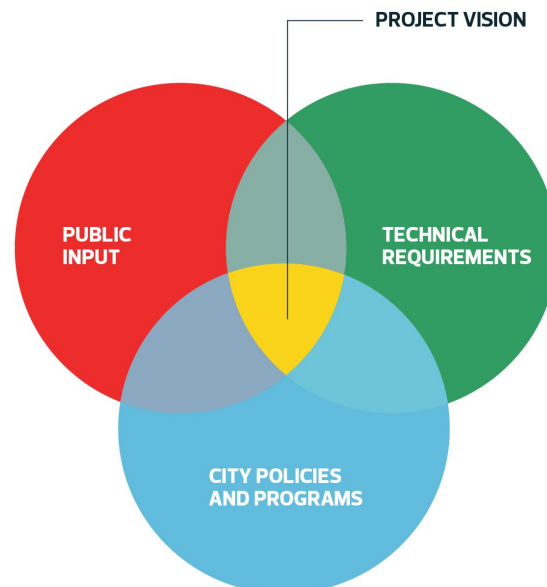 PROJECT VISION
PUBLIC
INPUT
TECHNICAL
REQUIREMENTS
CITY POLICIES
AND PROGRAMS